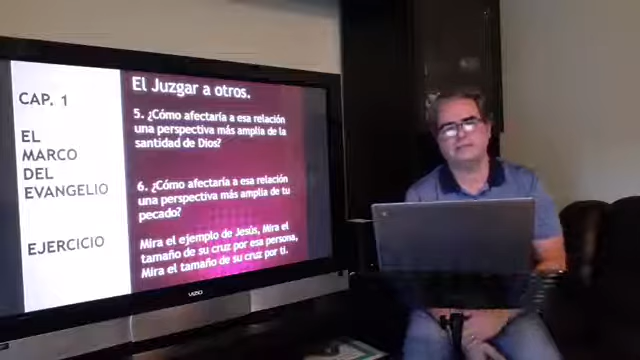 CAP. 1
EL
MARCO
DEL
EVANGELIO
EJERCICIO
El Juzgar a otros.
5. ¿Cómo afectaría a esa relación
una perspectiva más amplia de la
santidad de Dios?
6. ¿Cómo afectaría a esa relación
una perspectiva más amplia de tu
pecado?
Mira el ejemplo de Jesús, Mira el
tamaño de su cruz por esa persona,
Mira el tamaño de su cruz por ti.
VIZIO